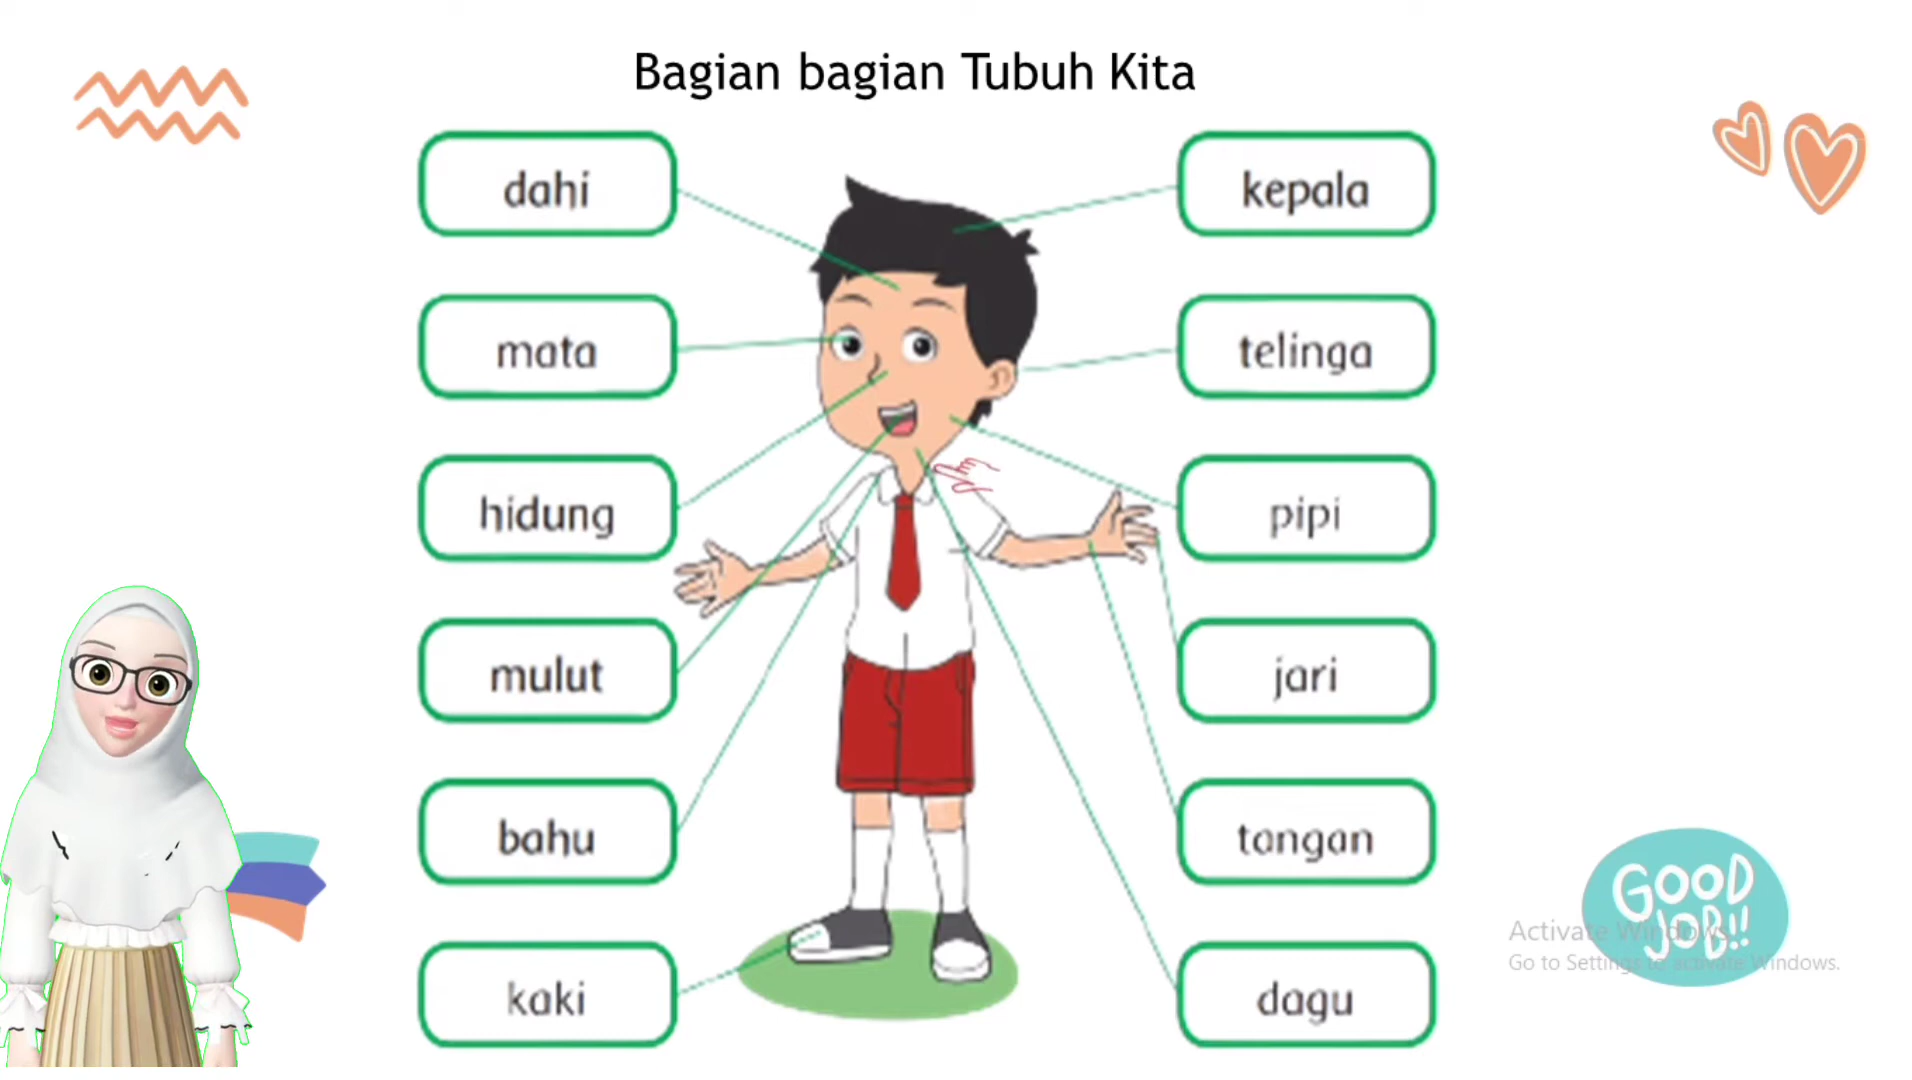 Bagian bagian Tubuh Kita
dahi
kepala
mata
telinga
hidung
pipi
mulut
jari
bahu
tangan
kaki
dagu
GOOD
JOB!!
Activate Windows
Go to Settings to activate Windows.